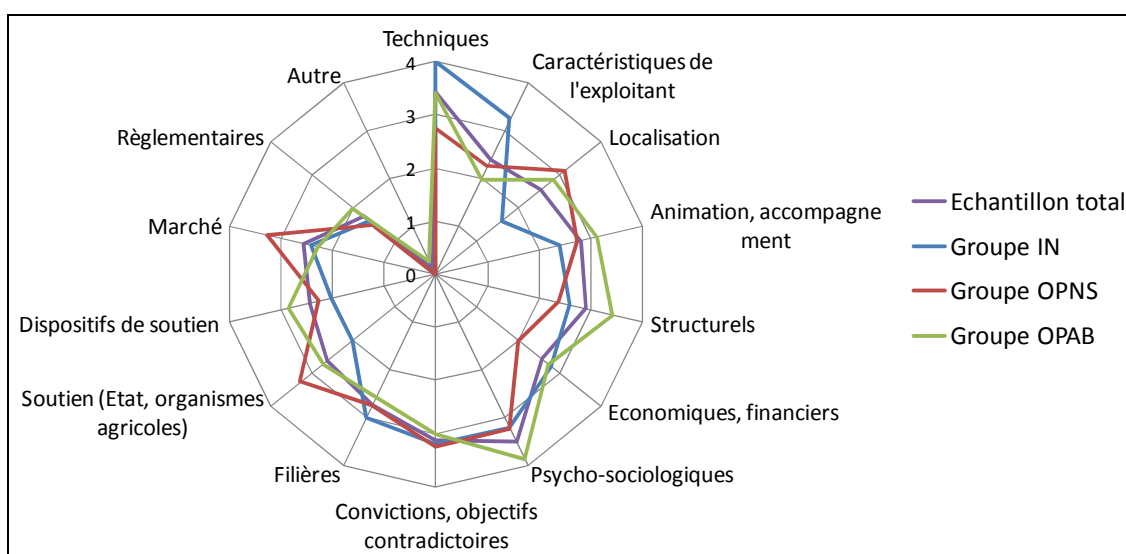 Techniques
Caractéristiques de
l'exploitant
Localisation
Animation, accompagne
ment
Structurels
Economiques, financiers
Psycho-sociologiques
Convictions, objectifs
contradictoires
Filières
Soutien (Etat, organismes
agricoles)
Dispositifs de soutien
Marché
Règlementaires
Autre
4
3
2
1
0
Echantillon total
Groupe IN
Groupe OPNS
Groupe OPAB